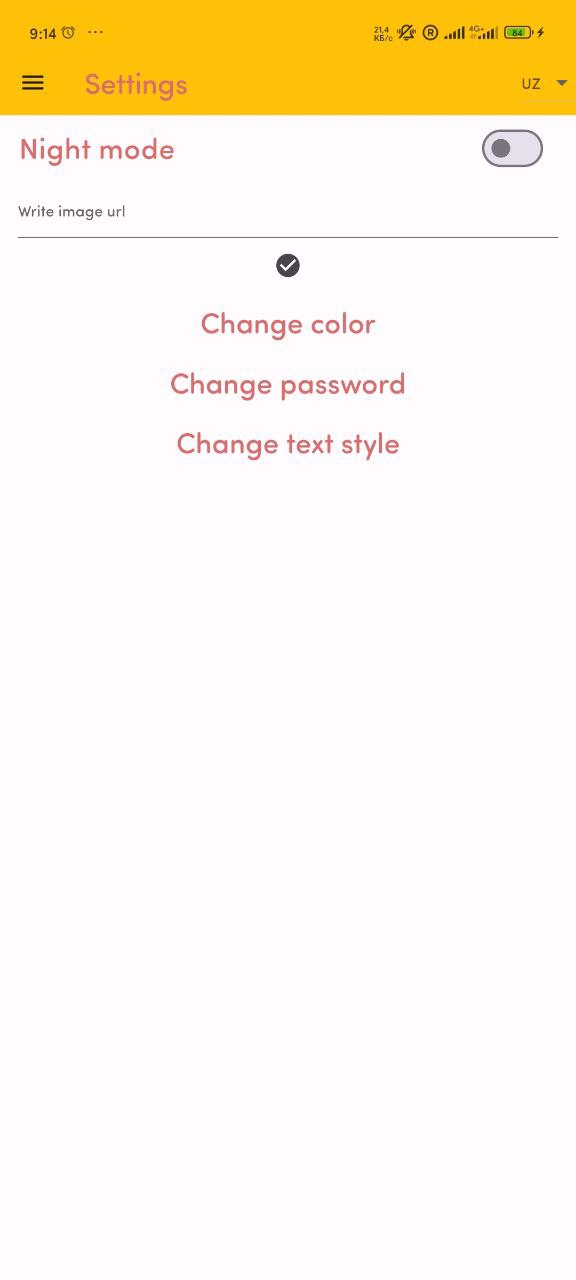 9:14
21,4
КБ/с
R
4G+
84
Settings
UZ
Night mode
Write image url
Change color
Change password
Change text style